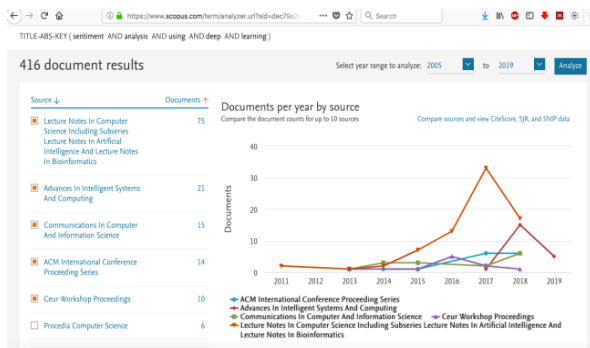 https://www.scopus.com/term/analyzer.uri?sid=dec79s2
Search
TITLE-ABS-KEY ( sentiment AND analysis AND using AND deep AND learning )
416 document results
Select year range to analyze: 2005 to 2019 Analyze
Source Documents
Lecture Notes In Computer
Science Including Subseries
Lecture Notes In Artificial
Intelligence And Lecture Notes
In Bioinformatics
75
Advances In Intelligent Systems
And Computing
21
Communications In Computer
And Information Science
15
ACM International Conference
Proceeding Series
14
Ceur Workshop Proceedings 10
Procedia Computer Science 6
Documents per year by source
Compare the document counts for up to 10 sources
Compare sources and view CiteScore, SJR, and SNIP data
Documents
40
30
20
10
0
2011 2012 2013 2014 2015 2016 2017 2018 2019
ACM International Conference Proceeding Series
Advances In Intelligent Systems And Computing
Communications In Computer And Information Science Ceur Workshop Proceedings
Lecture Notes In Computer Science Including Subseries Lecture Notes In Artificial Intelligence And
Lecture Notes In Bioinformatics